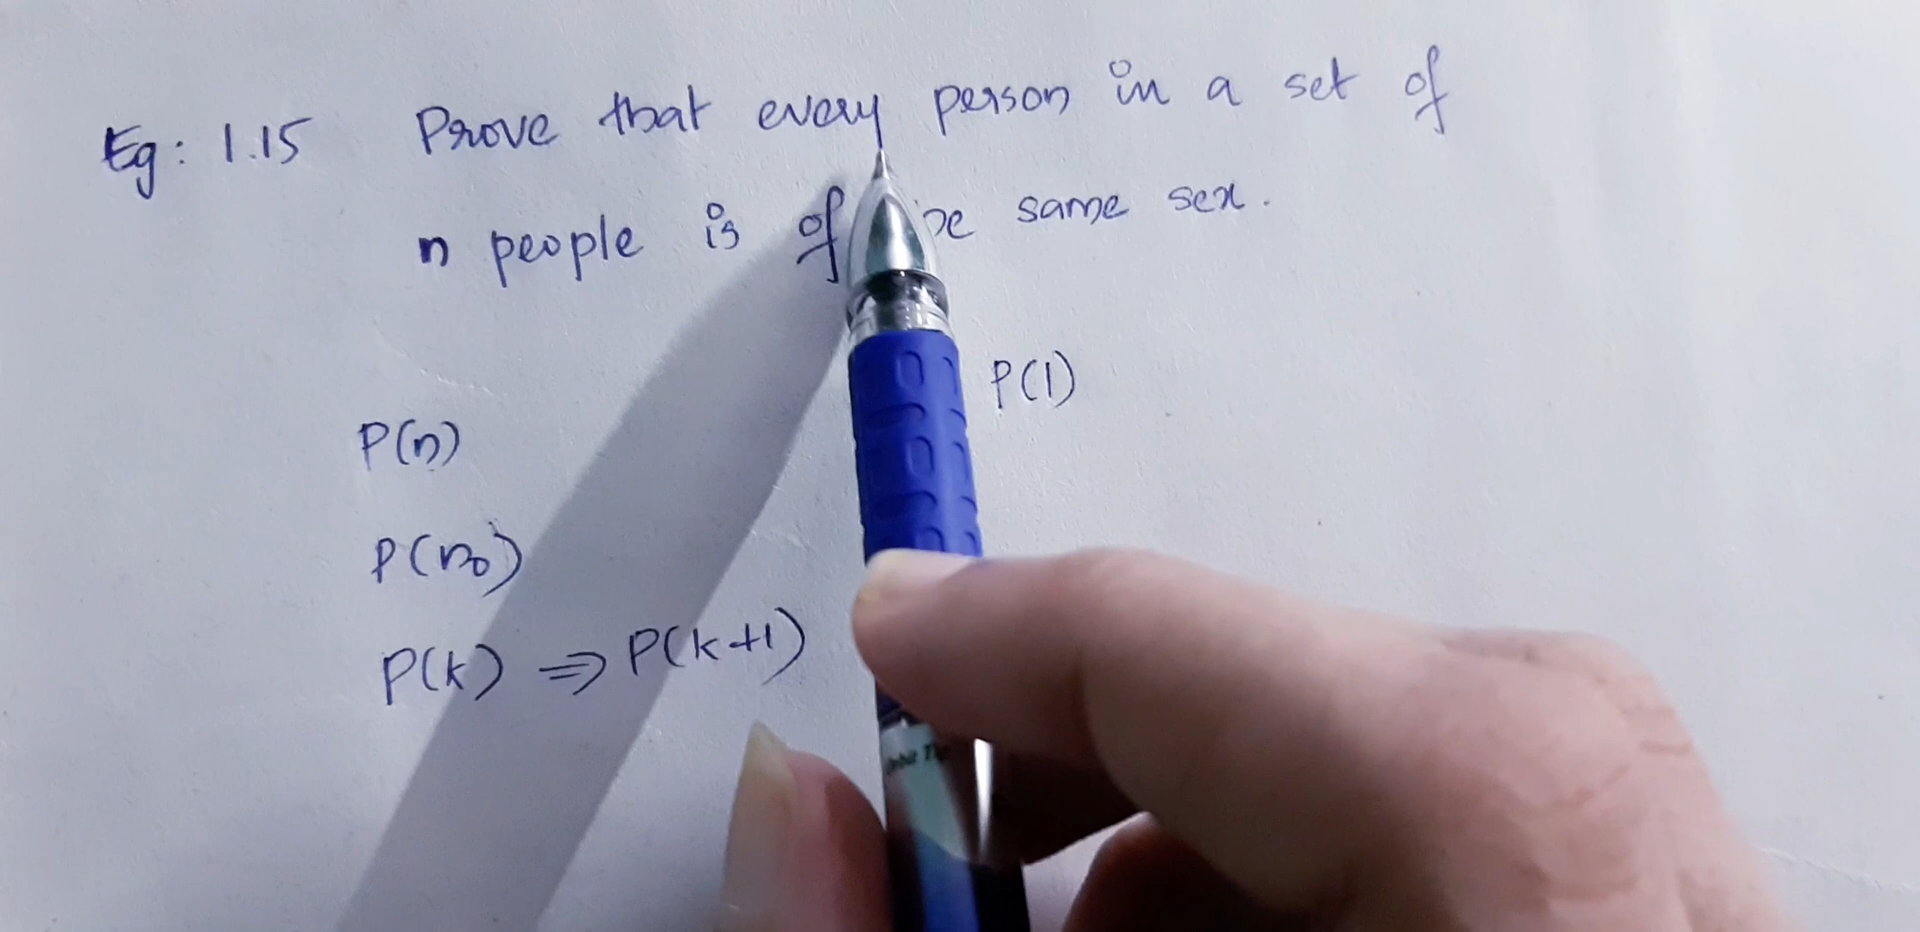 Eg: 1.15 Prove that every person in a set of
n people is of same sex.
P(1)
P(n)
P(n₀)
P(k) ⇒ P(k+1)